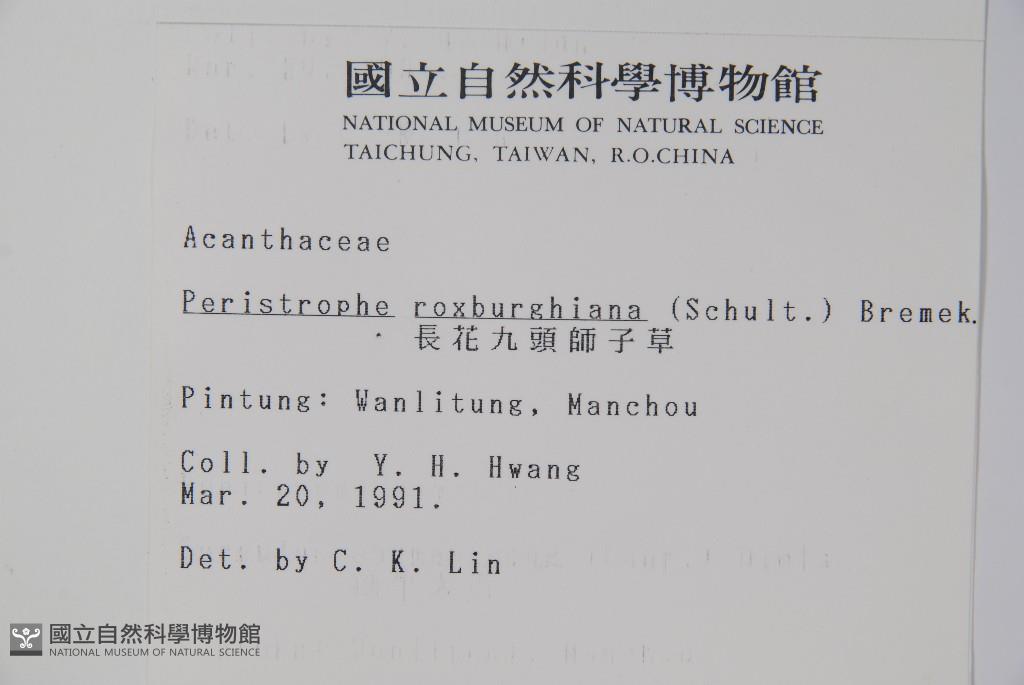 國立自然科學博物館
NATIONAL MUSEUM OF NATURAL SCIENCE
TAICHUNG, TAIWAN, R.O.CHINA
Acanthaceae
Peristrophe roxburghiana (Schult.) Bremek.
長花九頭師子草
Pintung: Wanlitung, Manchou
Coll. by Y. H. Hwang
Mar. 20, 1991.
Det. by C. K. Lin
國立自然科學博物館
NATIONAL MUSEUM OF NATURAL SCIENCE